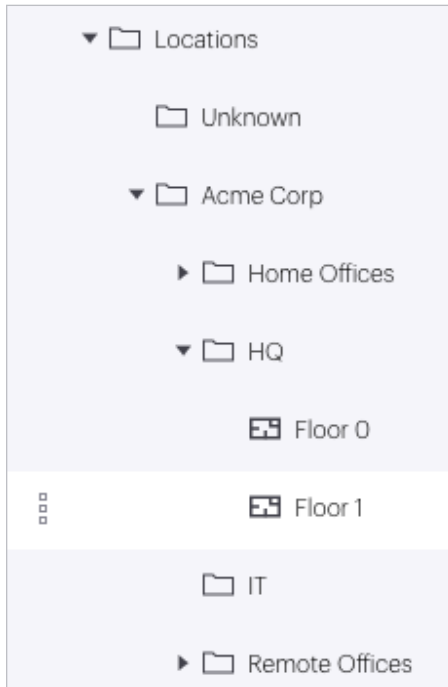 Locations
Unknown
Acme Corp
Home Offices
HQ
Floor 0
Floor 1
IT
Remote Offices